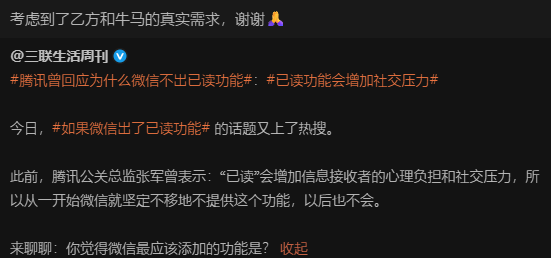 考虑到了乙方和牛马的真实需求，谢谢🙏
@三联生活周刊
#腾讯曾回应为什么微信不出已读功能#：#已读功能会增加社交压力#
今日，#如果微信出了已读功能# 的话题又上了热搜。
此前，腾讯公关总监张军曾表示：“已读”会增加信息接收者的心理负担和社交压力，所
以从一开始微信就坚定不移地不提供这个功能，以后也不会。
来聊聊：你觉得微信最应该添加的功能是？ 收起